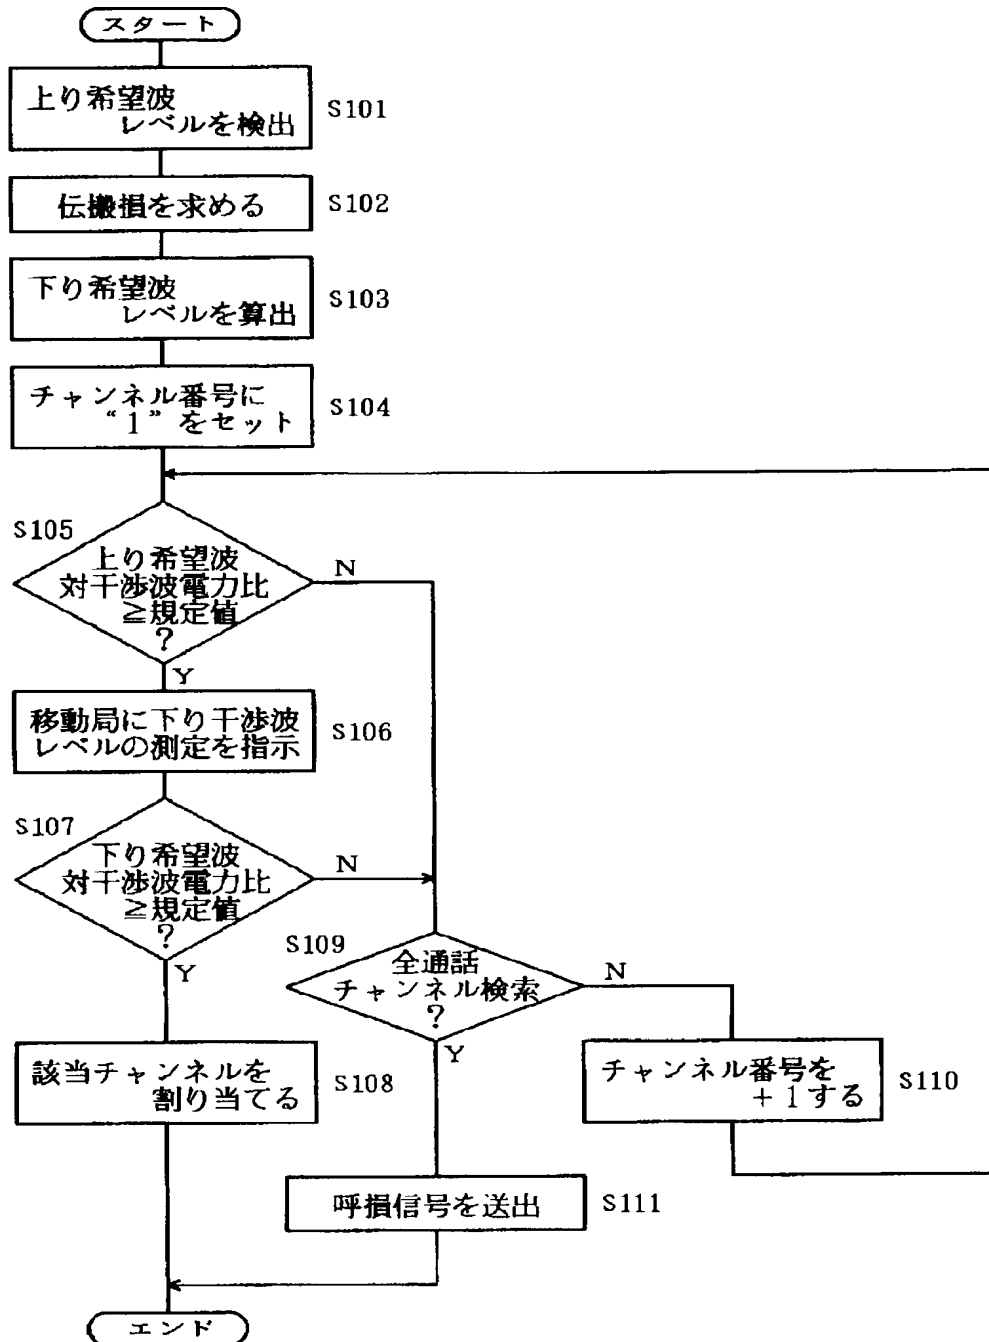 スタート
上り希望波
レベルを検出
S101
伝搬損を求める
S102
下り希望波
レベルを算出
S103
チャンネル番号に
“1”をセット
S104
S105
上り希望波
対干渉波電力比
≧規定値
?
N
Y
移動局に下り干渉波
レベルの測定を指示
S106
S107
下り希望波
対干渉波電力比
≧規定値
?
N
Y
S109
全通話
チャンネル検索
?
N
Y
該当チャンネルを
割り当てる
S108
チャンネル番号を
+1する
S110
呼損信号を送出
S111
エンド